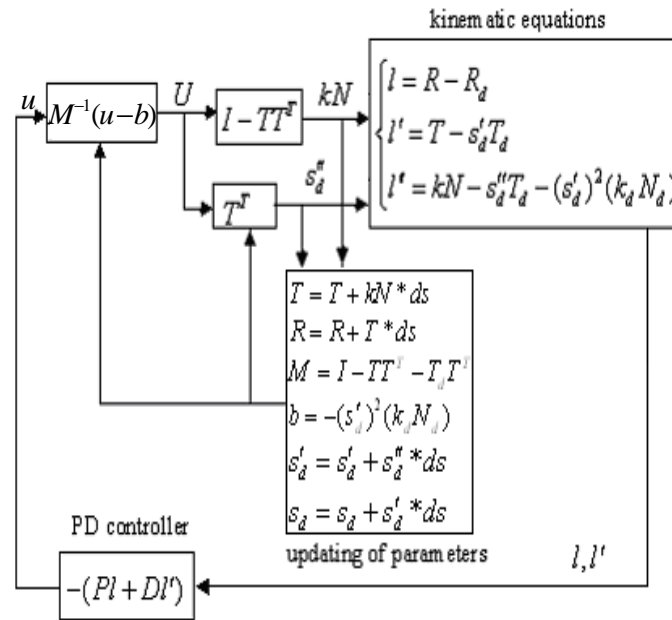 kinematic equations
u
M⁻¹(u−b)
U
I − TTᵀ
kN
l = R − R_d
l' = T − s'_d T_d
l" = kN − s"_d T_d − (s'_d)² (k_d N_d)
s"_d
Tᵀ
T = T + kN * ds
R = R + T * ds
M = I − TTᵀ − T_d Tᵀ
b = −(s'_d)² (k_d N_d)
s'_d = s'_d + s"_d * ds
s_d = s_d + s'_d * ds
updating of parameters
PD controller
−(Pl + Dl')
l, l'